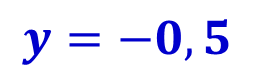 y = −0, 5